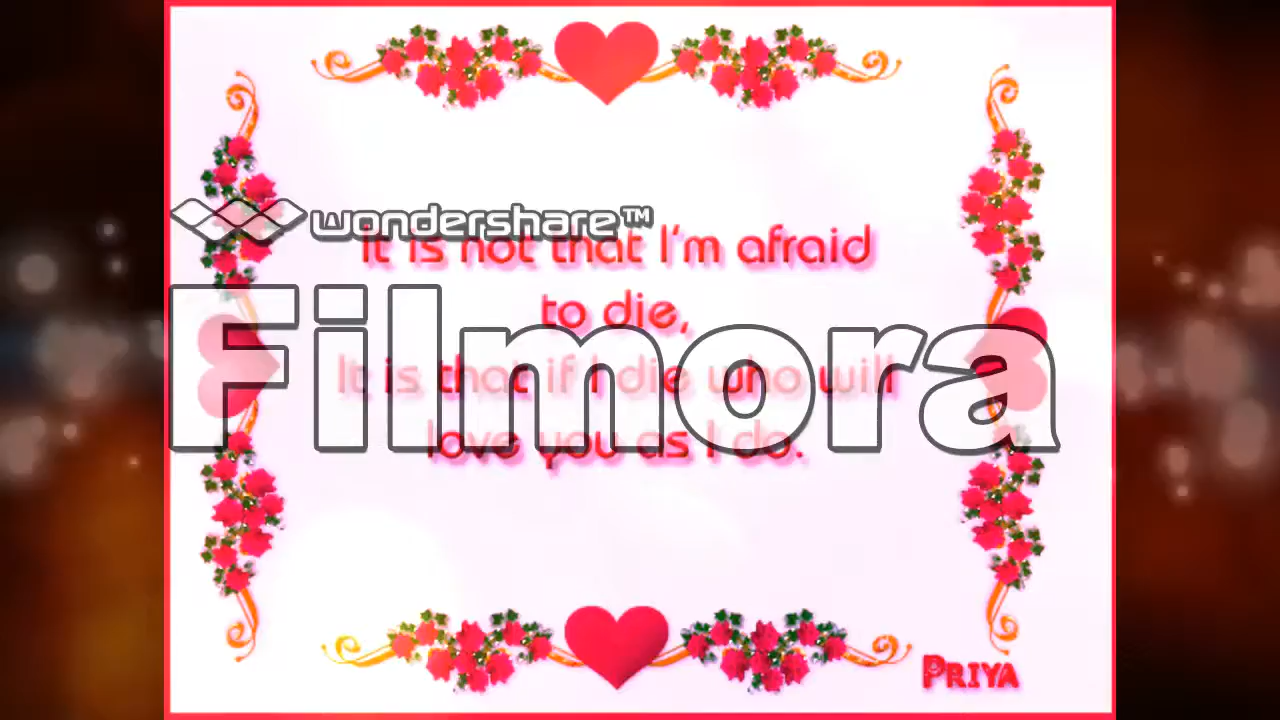 wondershare™
It is not that I'm afraid
to die,
Filmora
It is that if I die who will
love you as I do.
PRIYA